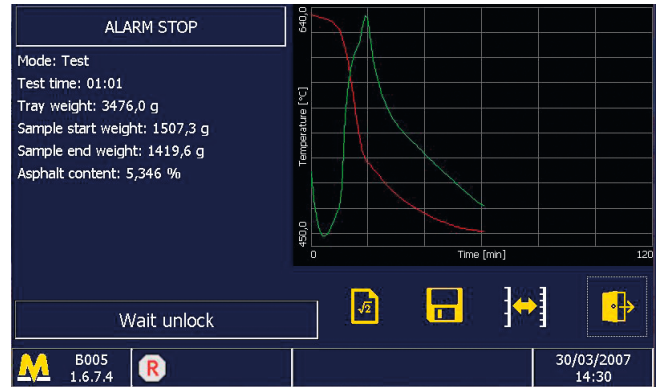 ALARM STOP
Mode: Test
Test time: 01:01
Tray weight: 3476,0 g
Sample start weight: 1507,3 g
Sample end weight: 1419,6 g
Asphalt content: 5,346 %
640,0
Temperature [°C]
450,0
0
Time [min]
120
√2
Wait unlock
B005
1.6.7.4
R
30/03/2007
14:30